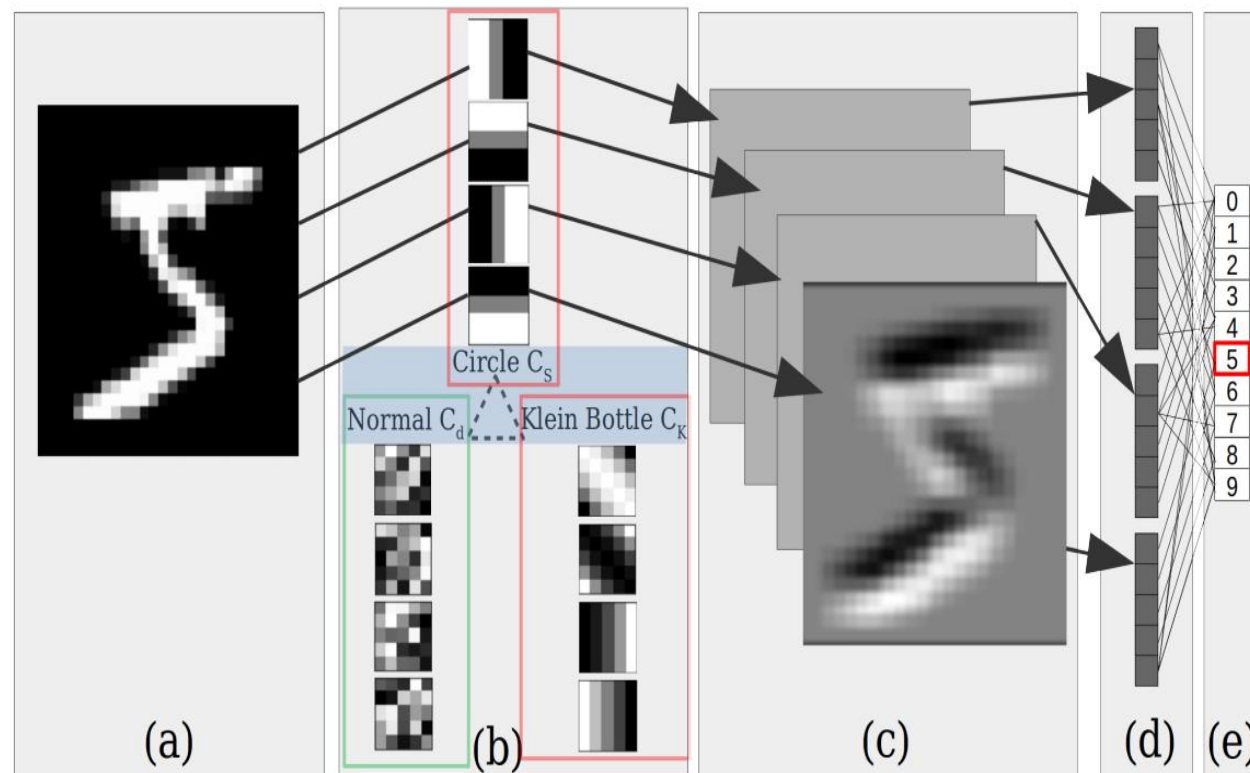 Circle C_S
Normal C_d
Klein Bottle C_K
0
1
2
3
4
5
6
7
8
9
(a)
(b)
(c)
(d)
(e)